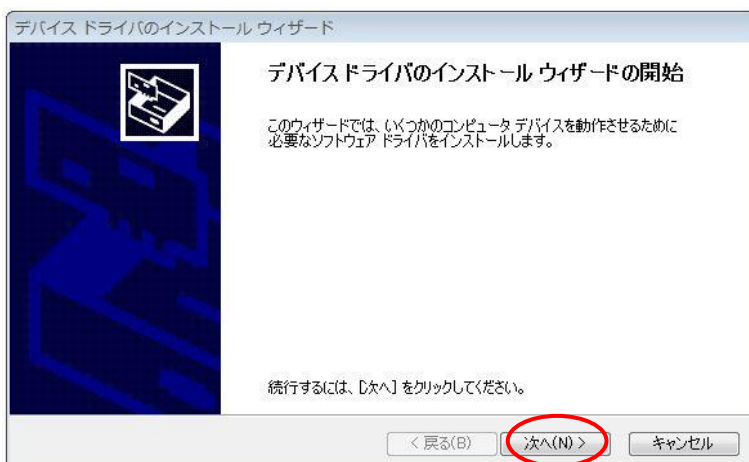 デバイス ドライバのインストール ウィザード
デバイス ドライバのインストール ウィザードの開始
このウィザードでは、いくつかのコンピュータ デバイスを動作させるために
必要なソフトウェア ドライバをインストールします。
続行するには、[次へ] をクリックしてください。
< 戻る(B) 次へ(N) > キャンセル